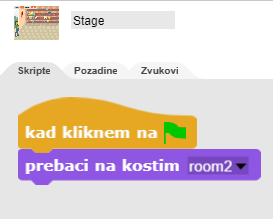 Stage
Skripte Pozadine Zvukovi
kad kliknem na
prebaci na kostim room2